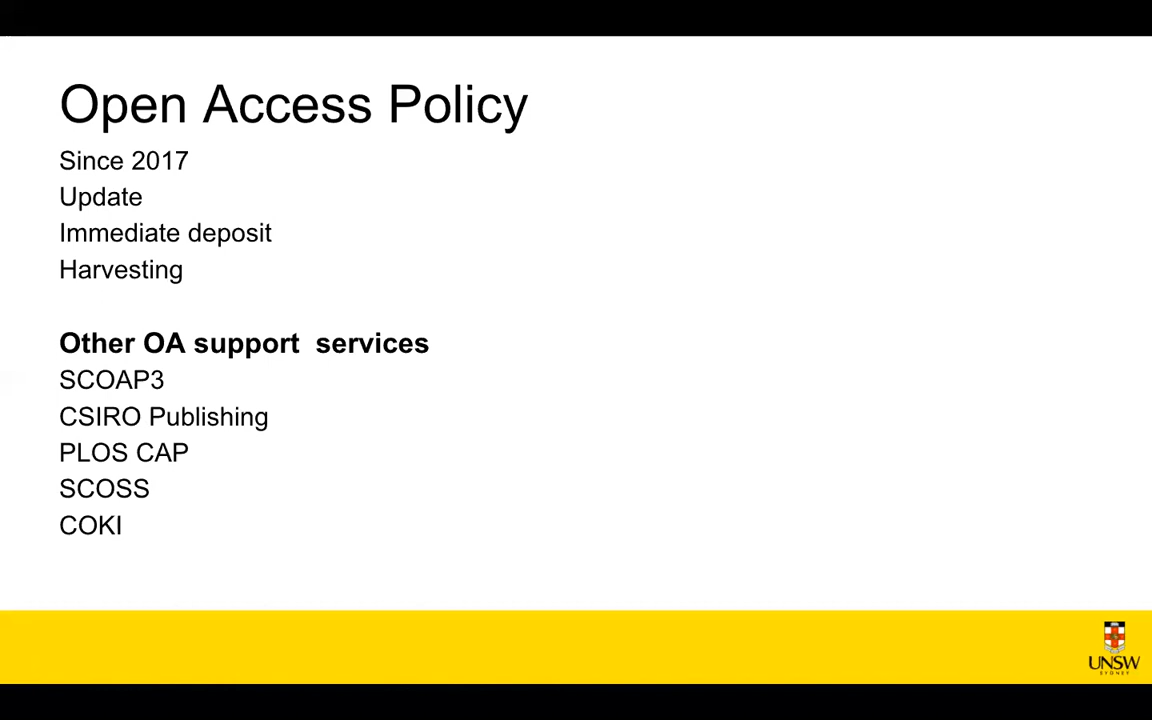 Open Access Policy
Since 2017
Update
Immediate deposit
Harvesting
Other OA support  services
SCOAP3
CSIRO Publishing
PLOS CAP
SCOSS
COKI
UNSW
SYDNEY